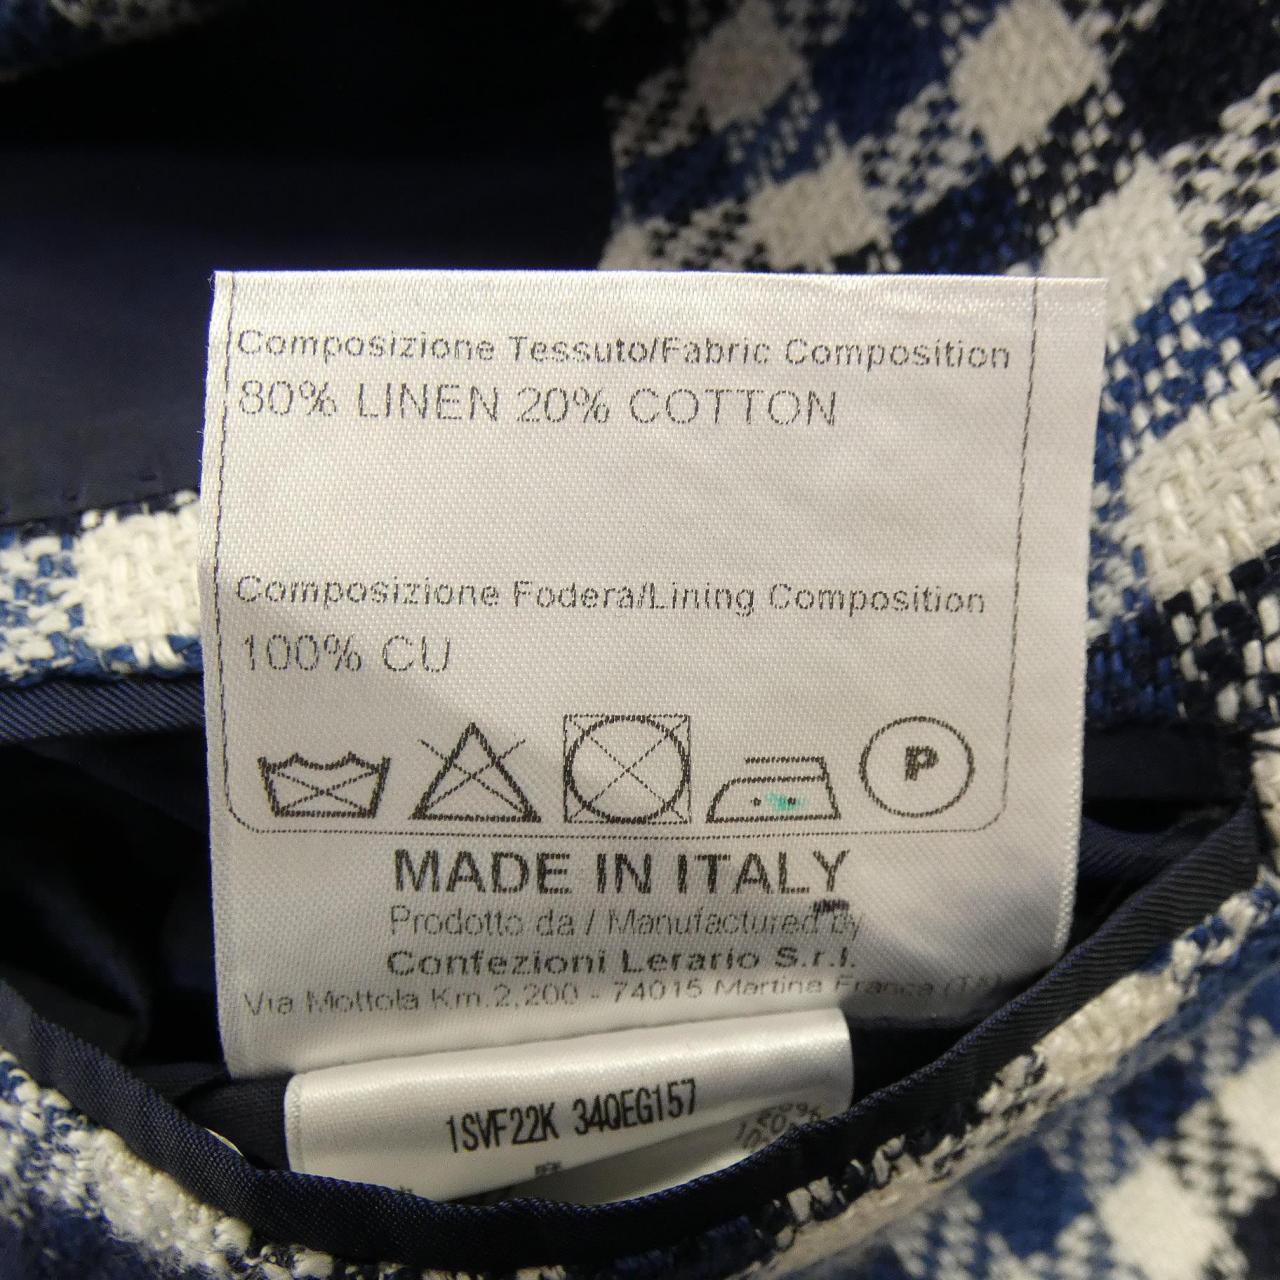 Composizione Tessuto/Fabric Composition
80% LINEN 20% COTTON
Composizione Fodera/Lining Composition
100% CU
P
MADE IN ITALY
Prodotto da / Manufactured by
Confezioni Lerario S.r.l.
Via Mottola Km.2,200 - 74015 Martina Franca (TA)
1SVF22K 34QEG157